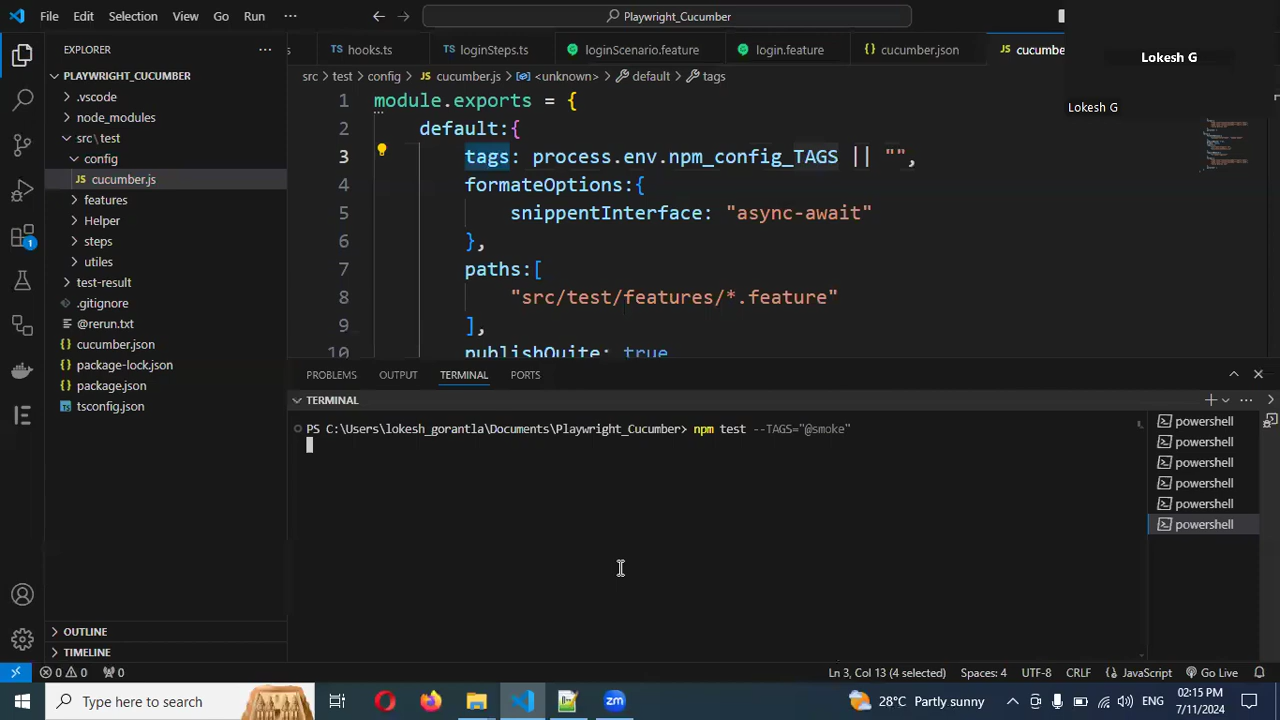 File Edit Selection View Go Run ··· Playwright_Cucumber
Lokesh G
Lokesh G
EXPLORER
PLAYWRIGHT_CUCUMBER
.vscode
node_modules
src\test
config
cucumber.js
features
Helper
steps
utiles
test-result
.gitignore
@rerun.txt
cucumber.json
package-lock.json
package.json
tsconfig.json
OUTLINE
TIMELINE
1
s hooks.ts loginSteps.ts loginScenario.feature login.feature cucumber.json cucumbe
src > test > config > cucumber.js > <unknown> > default > tags
1 module.exports = {
2 default:{
3 tags: process.env.npm_config_TAGS || "",
4 formateOptions:{
5 snippentInterface: "async-await"
6 },
7 paths:[
8 "src/test/features/*.feature"
9 ],
10 publishQuite: true
PROBLEMS OUTPUT TERMINAL PORTS
TERMINAL
PS C:\Users\lokesh_gorantla\Documents\Playwright_Cucumber> npm test --TAGS="@smoke"
powershell
powershell
powershell
powershell
powershell
powershell
0 0 0 Ln 3, Col 13 (4 selected) Spaces: 4 UTF-8 CRLF JavaScript Go Live
Type here to search 28°C Partly sunny ENG 02:15 PM
7/11/2024